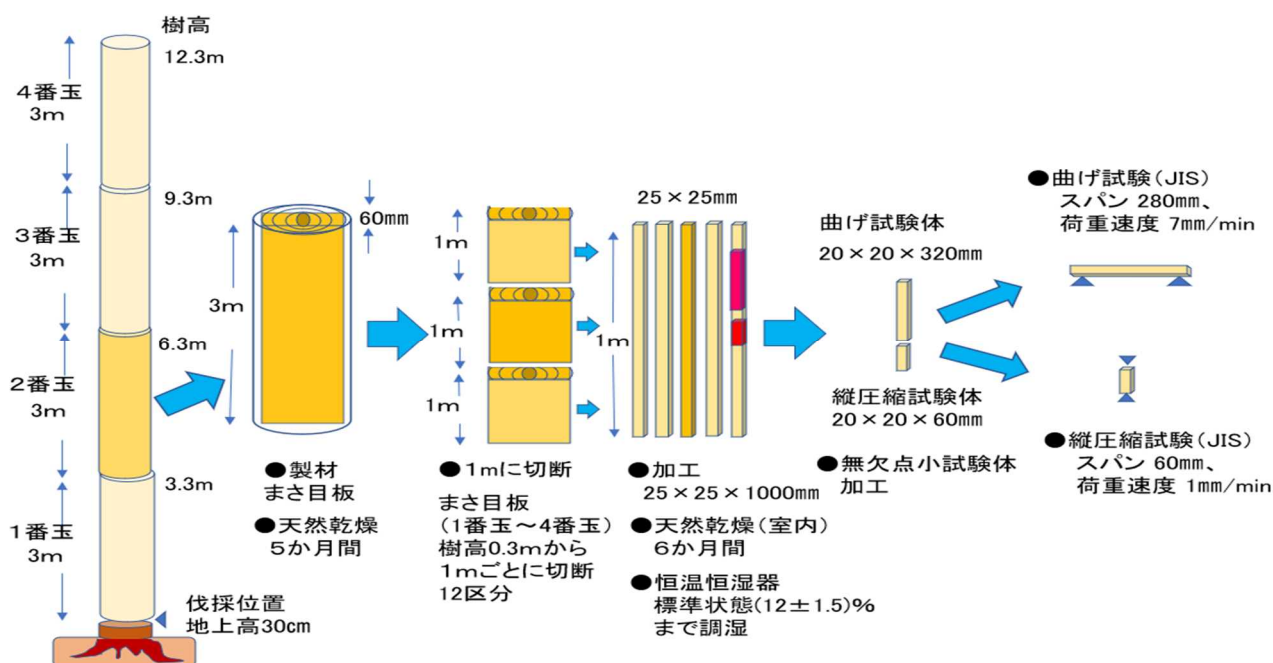 樹高
12.3m
4番玉
3m
9.3m
3番玉
3m
6.3m
2番玉
3m
3.3m
1番玉
3m
伐採位置
地上高30cm
60mm
3m
●製材
まさ目板
●天然乾燥
5か月間
1m
1m
1m
●1mに切断
まさ目板
(1番玉～4番玉)
樹高0.3mから
1mごとに切断
12区分
25×25mm
1m
●加工
25×25×1000mm
●天然乾燥(室内)
6か月間
●恒温恒湿器
標準状態(12±1.5)%
まで調湿
曲げ試験体
20×20×320mm
縦圧縮試験体
20×20×60mm
●無欠点小試験体
加工
●曲げ試験(JIS)
スパン 280mm、
荷重速度 7mm/min
●縦圧縮試験(JIS)
スパン 60mm、
荷重速度 1mm/min